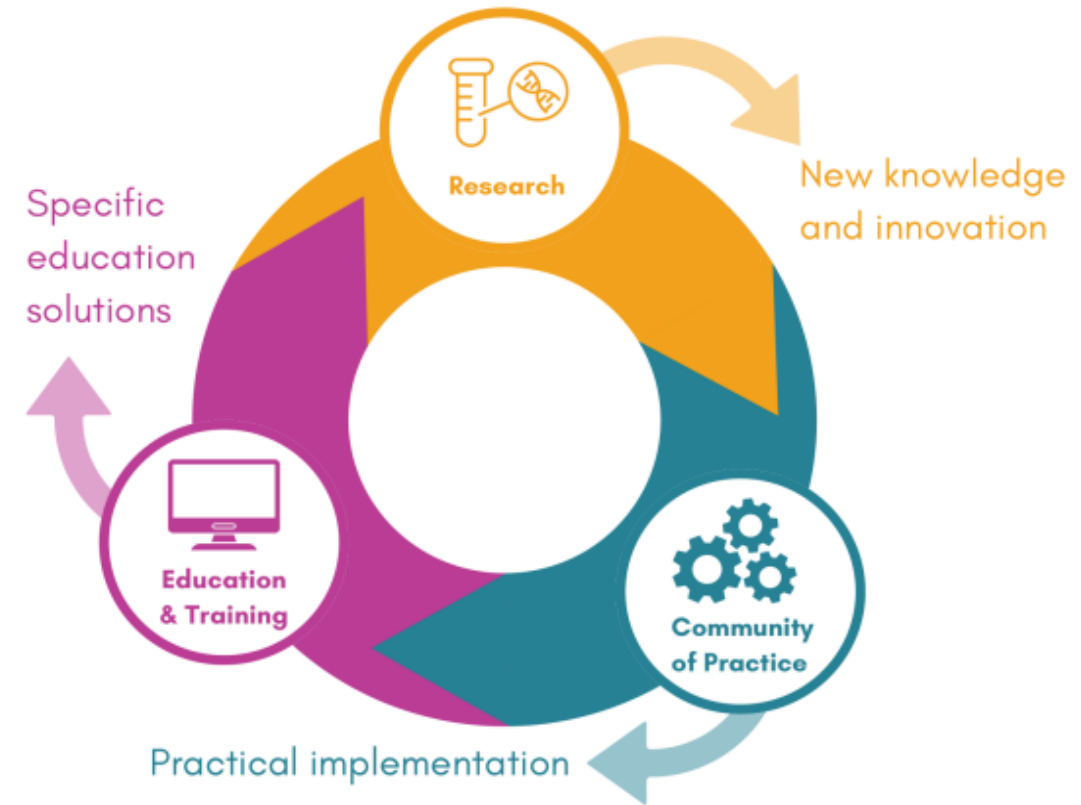 Research
New knowledge
and innovation
Specific
education
solutions
Education
& Training
Community
of Practice
Practical implementation